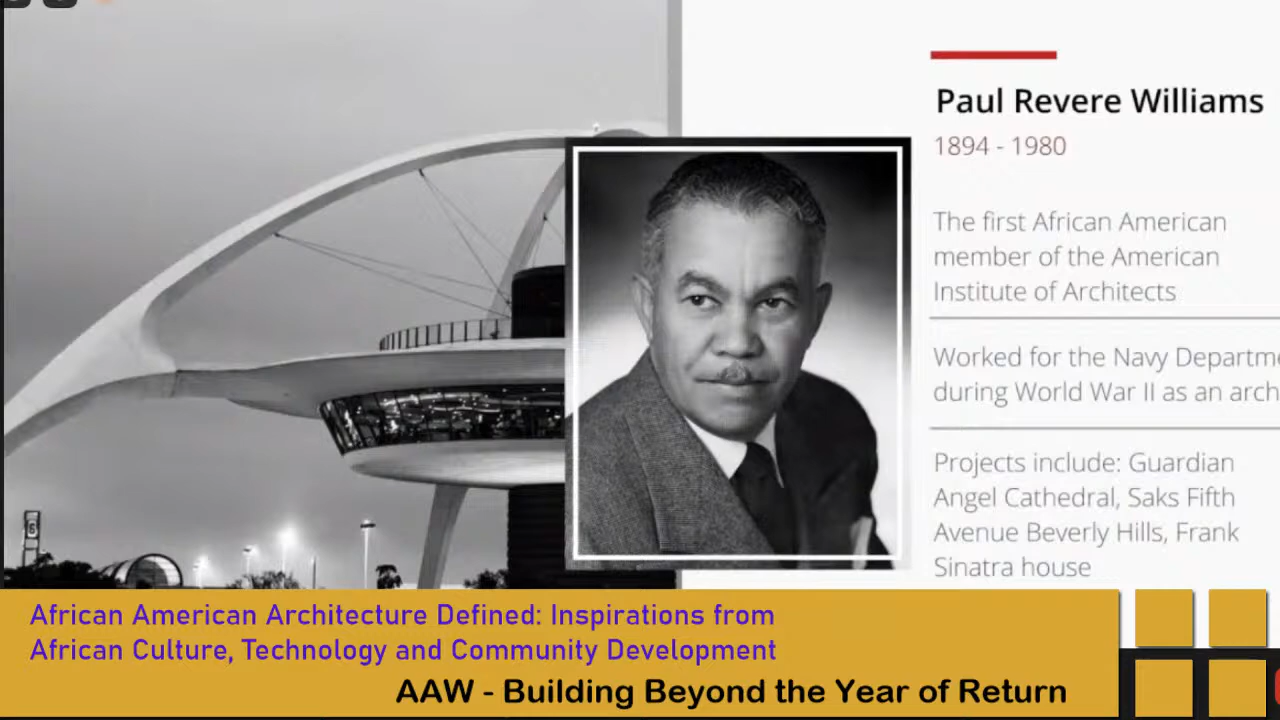 Paul Revere Williams
1894 - 1980
The first African American
member of the American
Institute of Architects
Worked for the Navy Departme
during World War II as an arch
Projects include: Guardian
Angel Cathedral, Saks Fifth
Avenue Beverly Hills, Frank
Sinatra house
6
African American Architecture Defined: Inspirations from
African Culture, Technology and Community Development
AAW - Building Beyond the Year of Return